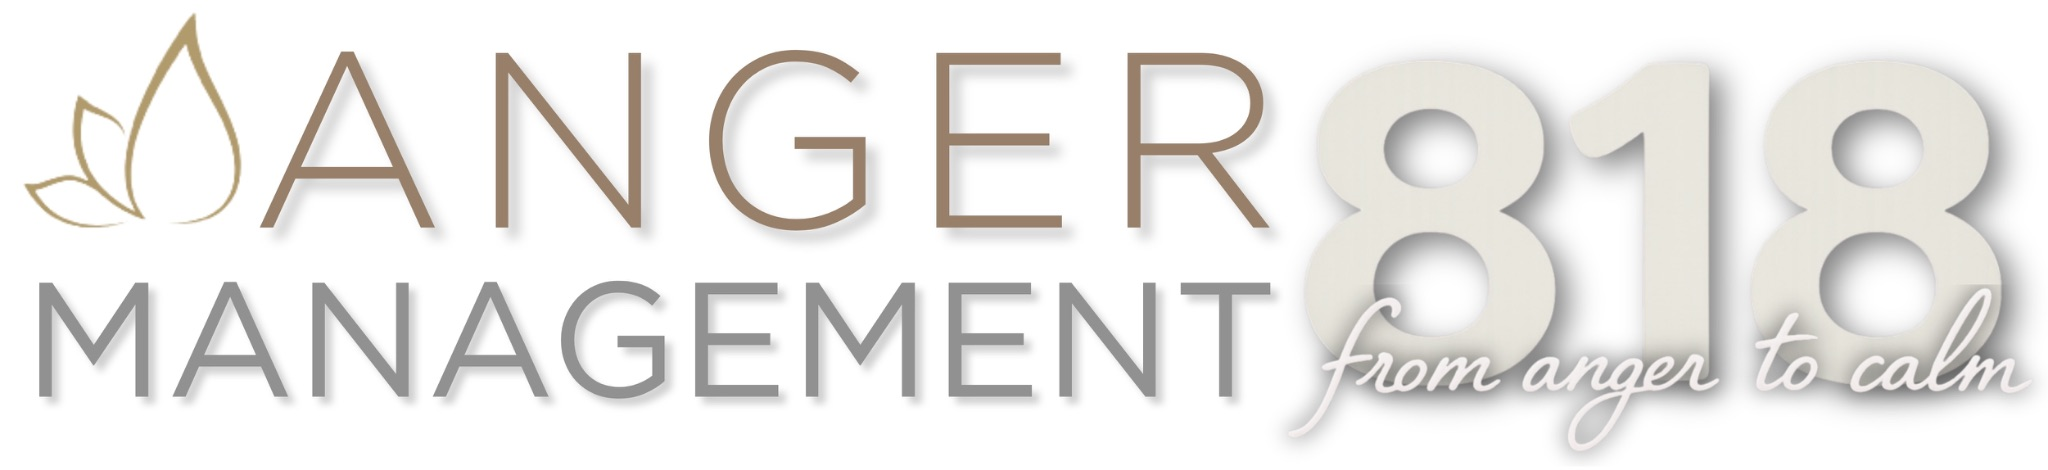 ANGER
MANAGEMENT
818
from anger to calm